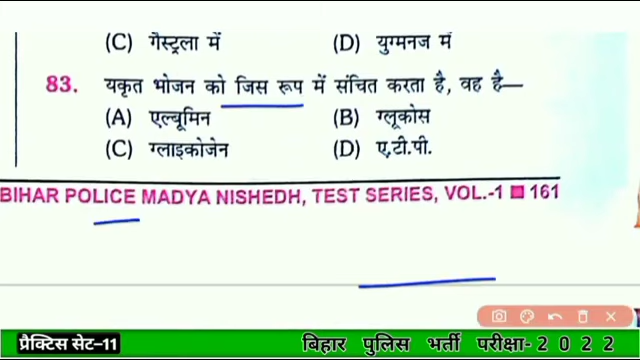 (C) गैस्ट्रला में (D) युग्मनज में
83. यकृत भोजन को जिस रूप में संचित करता है, वह है—
(A) एल्बूमिन (B) ग्लूकोस
(C) ग्लाइकोजेन (D) ए.टी.पी.
BIHAR POLICE MADYA NISHEDH, TEST SERIES, VOL.-1 ■ 161
प्रैक्टिस सेट–11 बिहार पुलिस भर्ती परीक्षा-2022